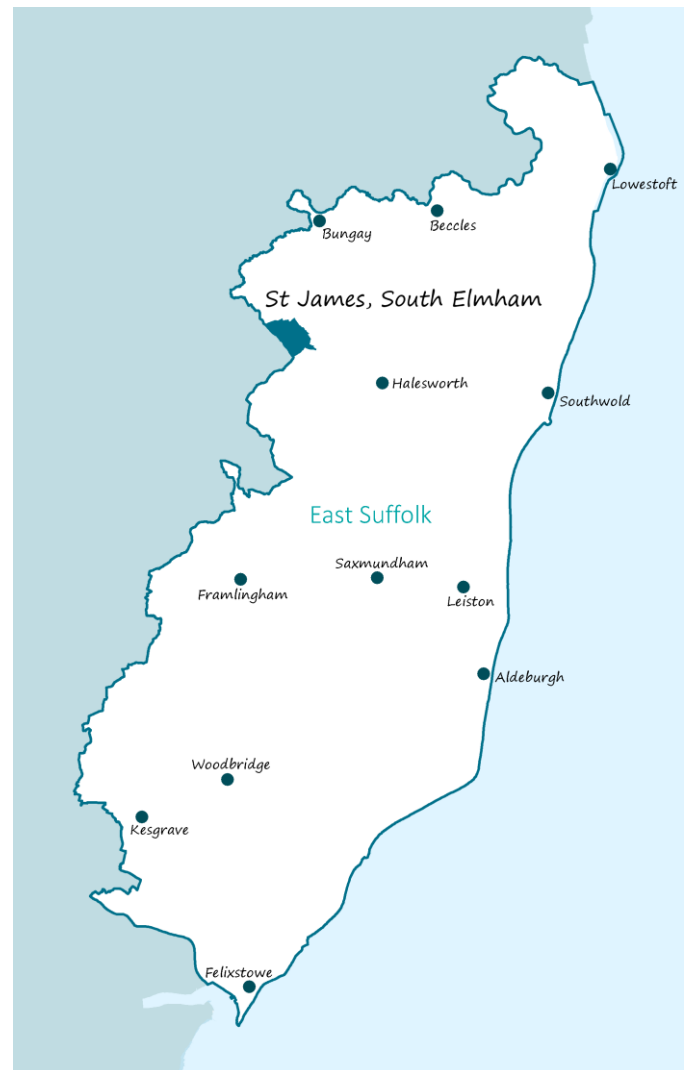 Lowestoft
Beccles
Bungay
St James, South Elmham
Halesworth
Southwold
East Suffolk
Saxmundham
Framlingham
Leiston
Aldeburgh
Woodbridge
Kesgrave
Felixstowe